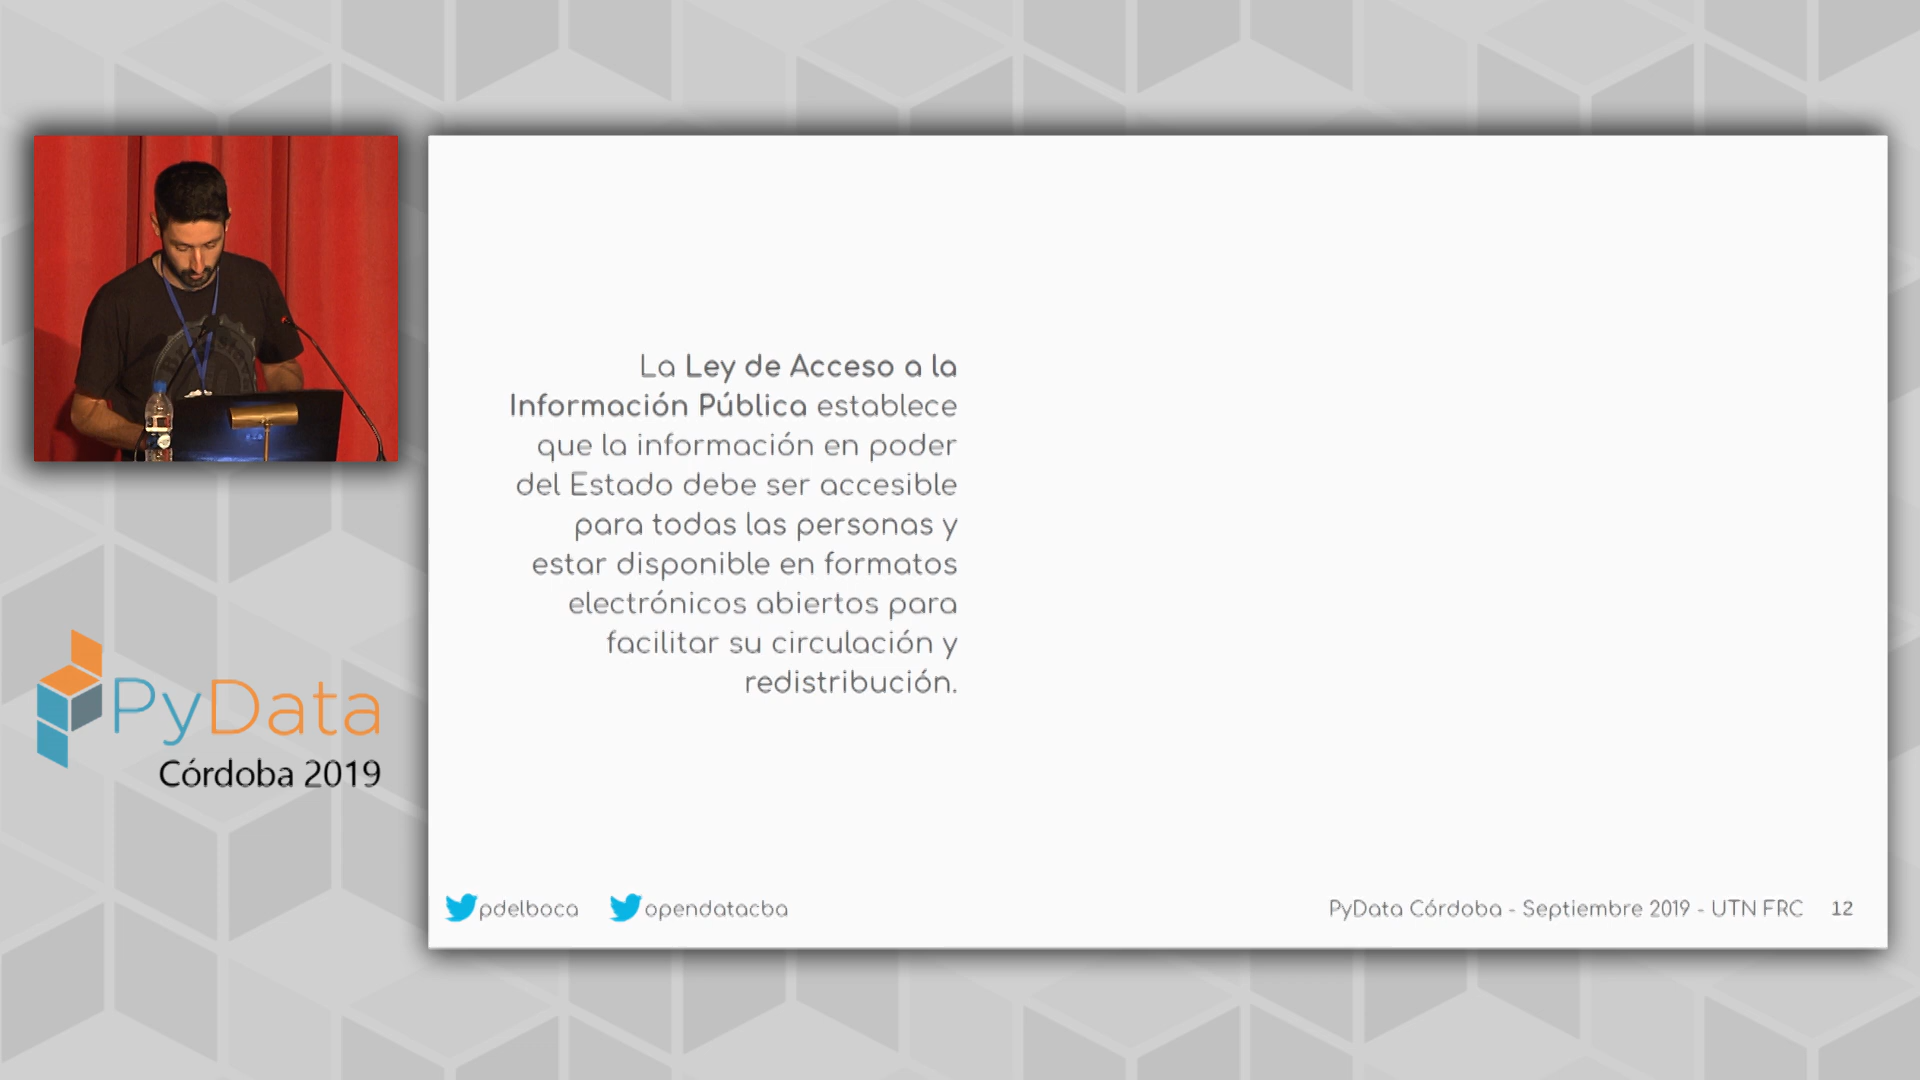 La Ley de Acceso a la
Información Pública establece
que la información en poder
del Estado debe ser accesible
para todas las personas y
estar disponible en formatos
electrónicos abiertos para
facilitar su circulación y
redistribución.
PyData
Córdoba 2019
pdelboca opendatacba PyData Córdoba - Septiembre 2019 - UTN FRC 12